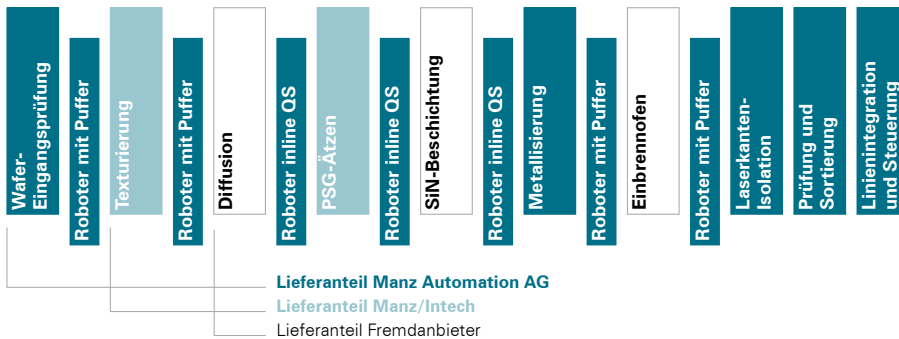 Wafer-
Eingangsprüfung
Roboter mit Puffer
Texturierung
Roboter mit Puffer
Diffusion
Roboter inline QS
PSG-Ätzen
Roboter inline QS
SiN-Beschichtung
Roboter inline QS
Metallisierung
Roboter mit Puffer
Einbrennofen
Roboter mit Puffer
Laserkanten-
Isolation
Prüfung und
Sortierung
Linienintegration
und Steuerung
Lieferanteil Manz Automation AG
Lieferanteil Manz/Intech
Lieferanteil Fremdanbieter